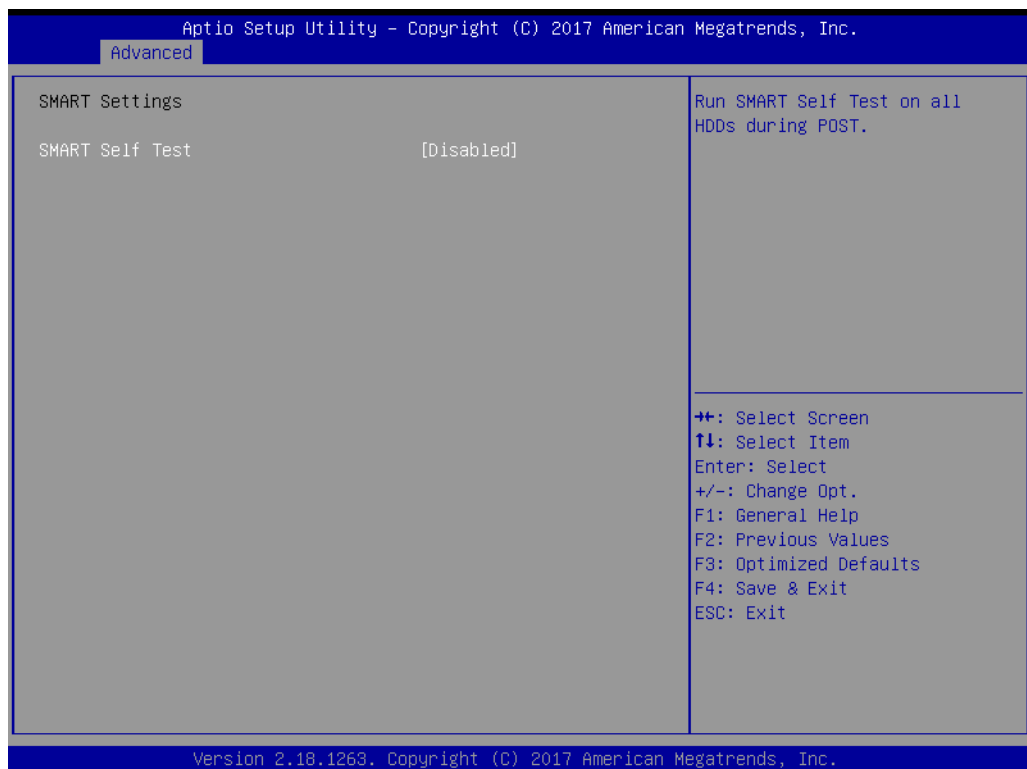 Aptio Setup Utility – Copyright (C) 2017 American Megatrends, Inc.
Advanced
SMART Settings
SMART Self Test [Disabled]
Run SMART Self Test on all
HDDs during POST.
→←: Select Screen
↑↓: Select Item
Enter: Select
+/-: Change Opt.
F1: General Help
F2: Previous Values
F3: Optimized Defaults
F4: Save & Exit
ESC: Exit
Version 2.18.1263. Copyright (C) 2017 American Megatrends, Inc.